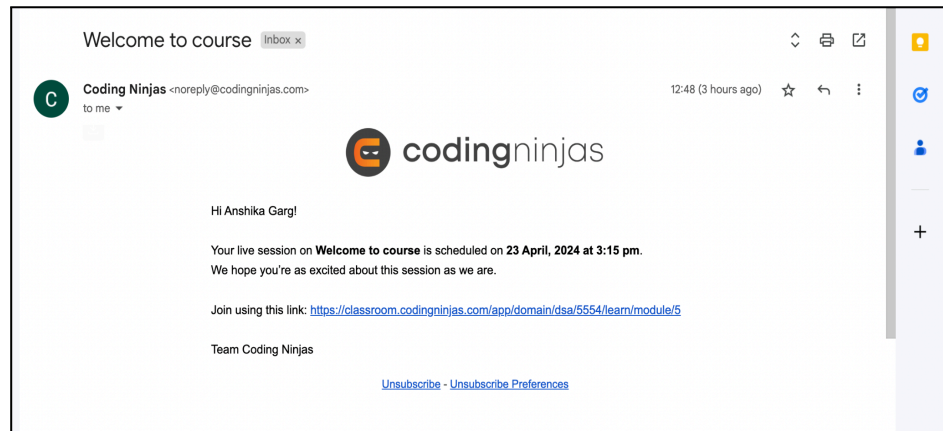 Welcome to course Inbox x
Coding Ninjas <noreply@codingninjas.com> 12:48 (3 hours ago)
C
to me
codingninjas
Hi Anshika Garg!
Your live session on Welcome to course is scheduled on 23 April, 2024 at 3:15 pm.
We hope you're as excited about this session as we are.
Join using this link: https://classroom.codingninjas.com/app/domain/dsa/5554/learn/module/5
Team Coding Ninjas
Unsubscribe - Unsubscribe Preferences